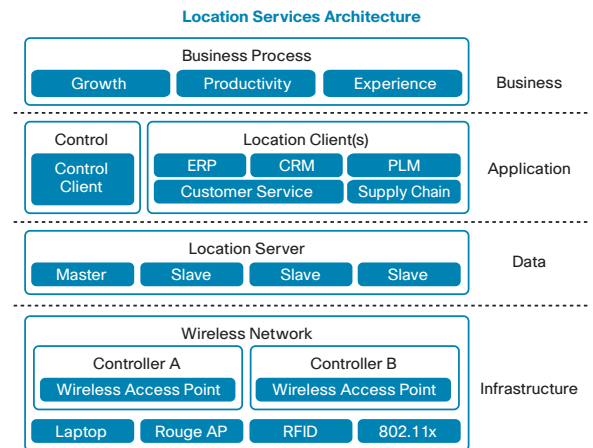 Location Services Architecture
Business Process
Growth Productivity Experience
Business
Control
Control
Client
Location Client(s)
ERP CRM PLM
Customer Service Supply Chain
Application
Location Server
Master Slave Slave Slave
Data
Wireless Network
Controller A
Wireless Access Point
Controller B
Wireless Access Point
Laptop Rouge AP RFID 802.11x
Infrastructure